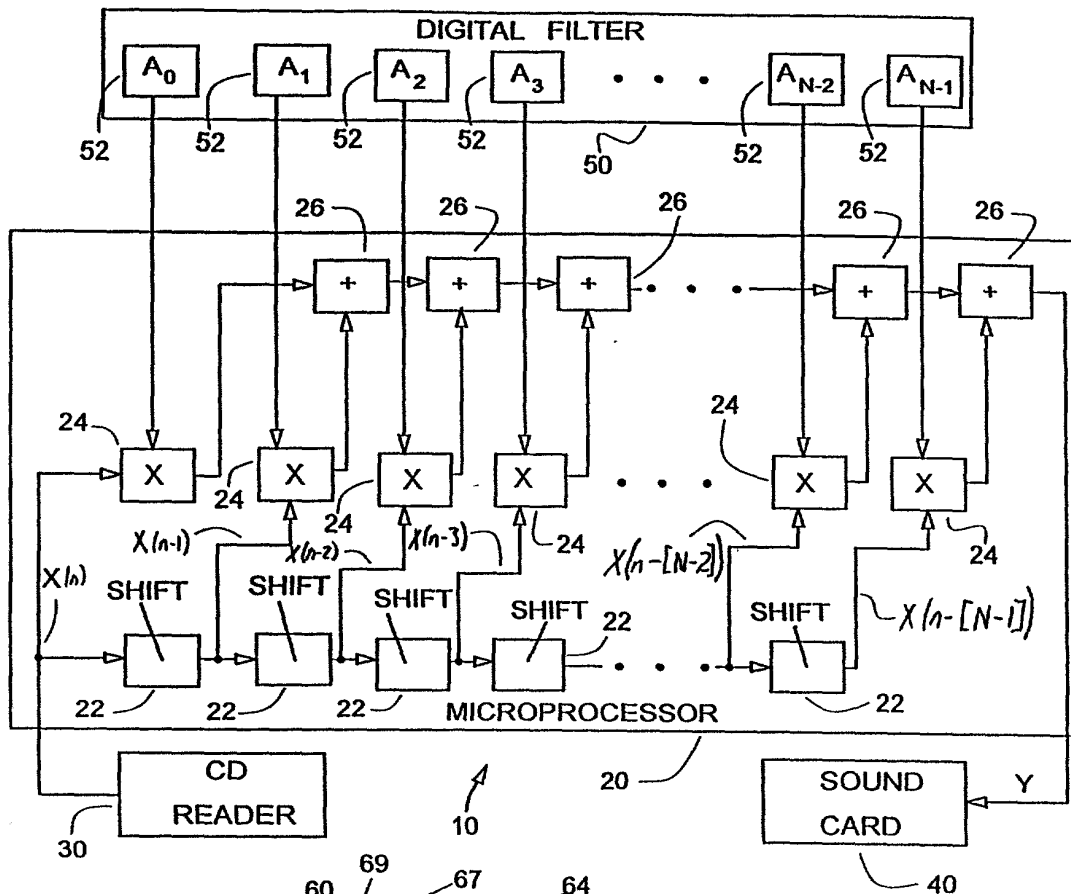 DIGITAL FILTER
A0 A1 A2 A3 • • • AN-2 AN-1
52 52 52 52 50 52 52
26 26 26 26 26
+ + + • • • + +
24 24 24 24 24 24
X X X X • • • X X
X(n) X(n-1) X(n-2) X(n-3) X(n-[N-2]) X(n-[N-1])
SHIFT SHIFT SHIFT SHIFT • • • SHIFT
22 22 22 22 22
MICROPROCESSOR
20
CD
READER
30
10
SOUND
CARD
40
Y
69
60 67 64